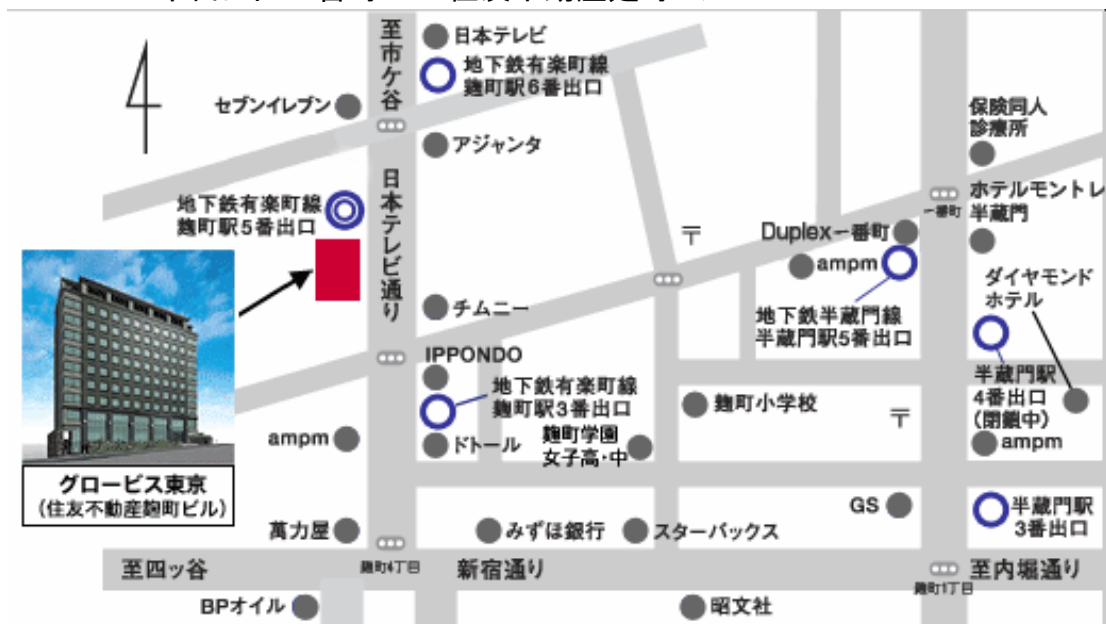 至市ケ谷
日本テレビ
地下鉄有楽町線
麹町駅6番出口
セブンイレブン
アジャンタ
保険同人
診療所
日本テレビ通り
地下鉄有楽町線
麹町駅5番出口
ホテルモントレ
半蔵門
一番町
〒
Duplex一番町
ampm
ダイヤモンド
ホテル
チムニー
地下鉄半蔵門線
半蔵門駅5番出口
IPPONDO
地下鉄有楽町線
麹町駅3番出口
半蔵門駅
4番出口
(閉鎖中)
麹町小学校
〒
ampm
ドトール
麹町学園
女子高・中
ampm
グロービス東京
(住友不動産麹町ビル)
萬力屋
みずほ銀行
スターバックス
GS
半蔵門駅
3番出口
至四ッ谷
麹町4丁目
新宿通り
麹町1丁目
至内堀通り
BPオイル
昭文社